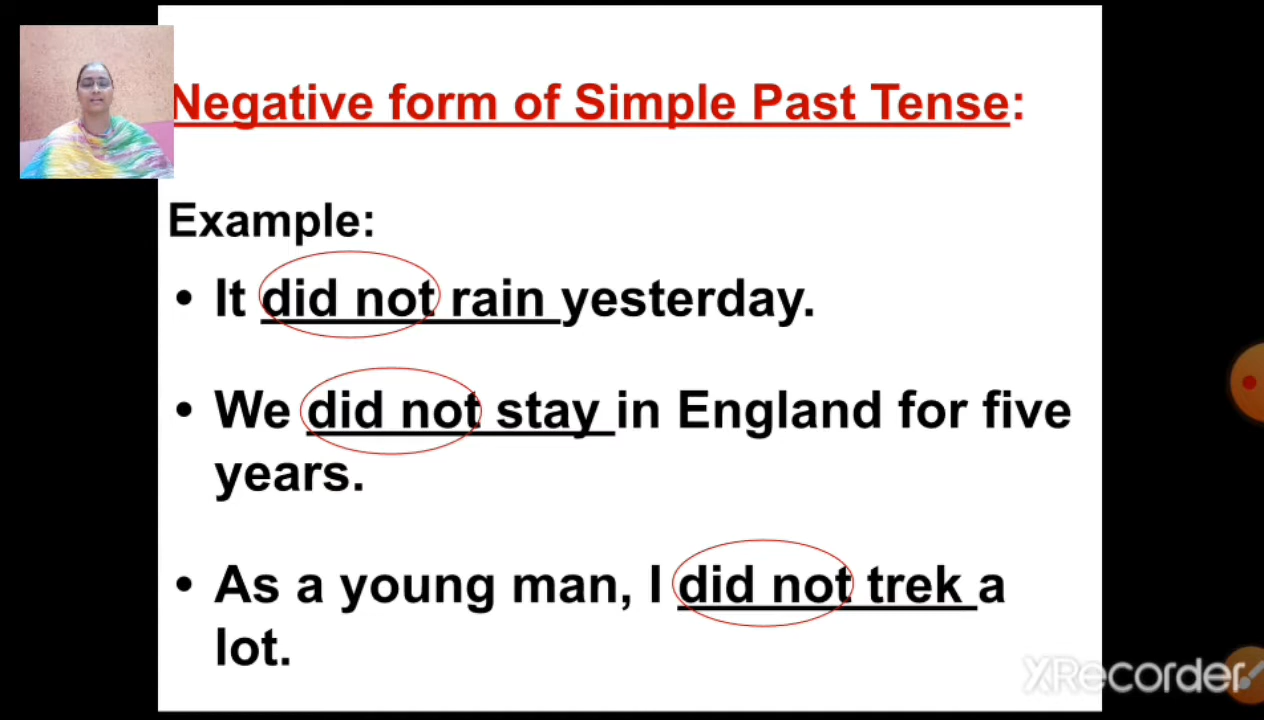 Negative form of Simple Past Tense:
Example:
• It did not rain yesterday.
• We did not stay in England for five
years.
• As a young man, I did not trek a
lot.
XRecorder